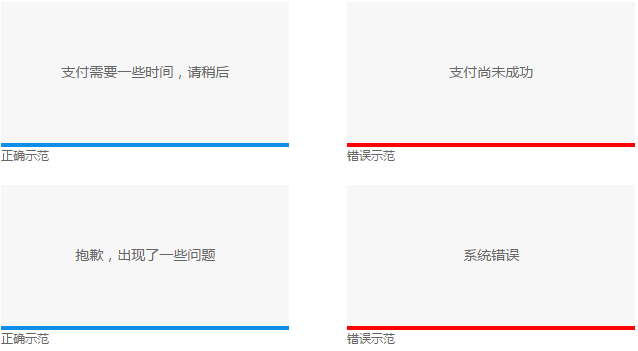 支付需要一些时间，请稍后
支付尚未成功
正确示范
错误示范
抱歉，出现了一些问题
系统错误
正确示范
错误示范